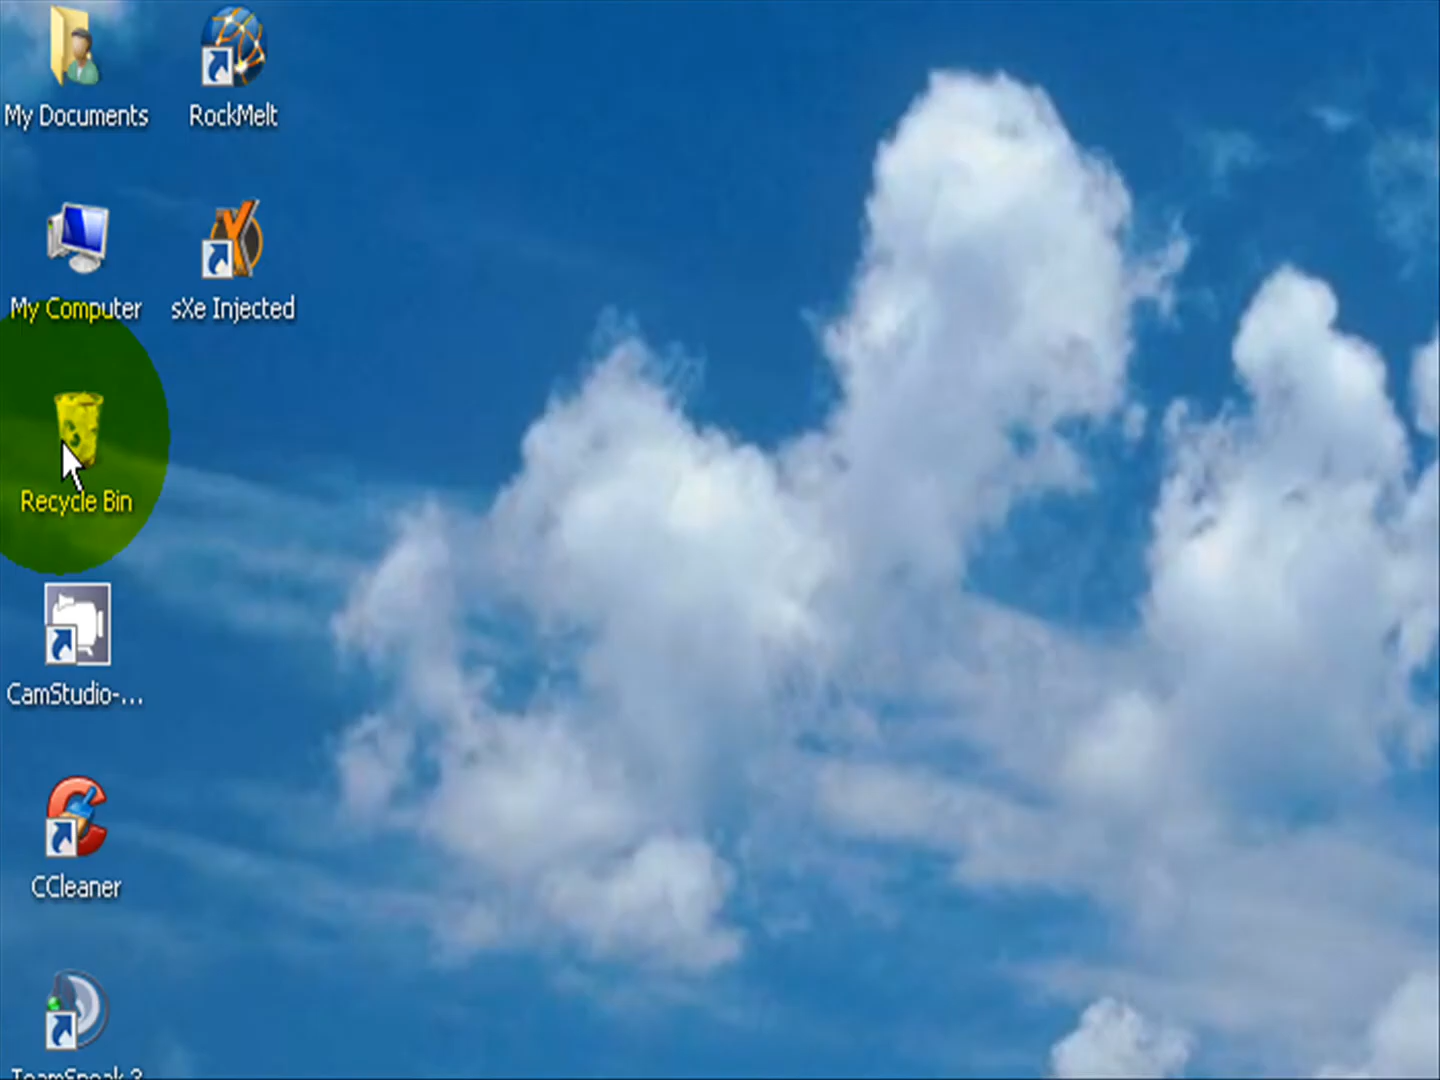 My Documents
RockMelt
My Computer
sXe Injected
Recycle Bin
CamStudio-...
CCleaner
TeamSpeak 3